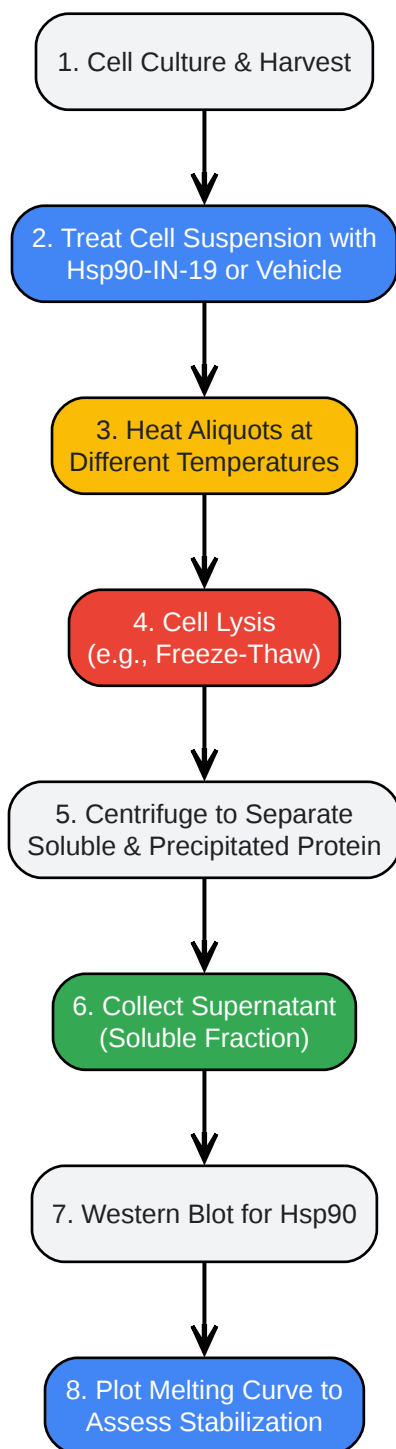 1. Cell Culture & Harvest
2. Treat Cell Suspension with
Hsp90-IN-19 or Vehicle
3. Heat Aliquots at
Different Temperatures
4. Cell Lysis
(e.g., Freeze-Thaw)
5. Centrifuge to Separate
Soluble & Precipitated Protein
6. Collect Supernatant
(Soluble Fraction)
7. Western Blot for Hsp90
8. Plot Melting Curve to
Assess Stabilization